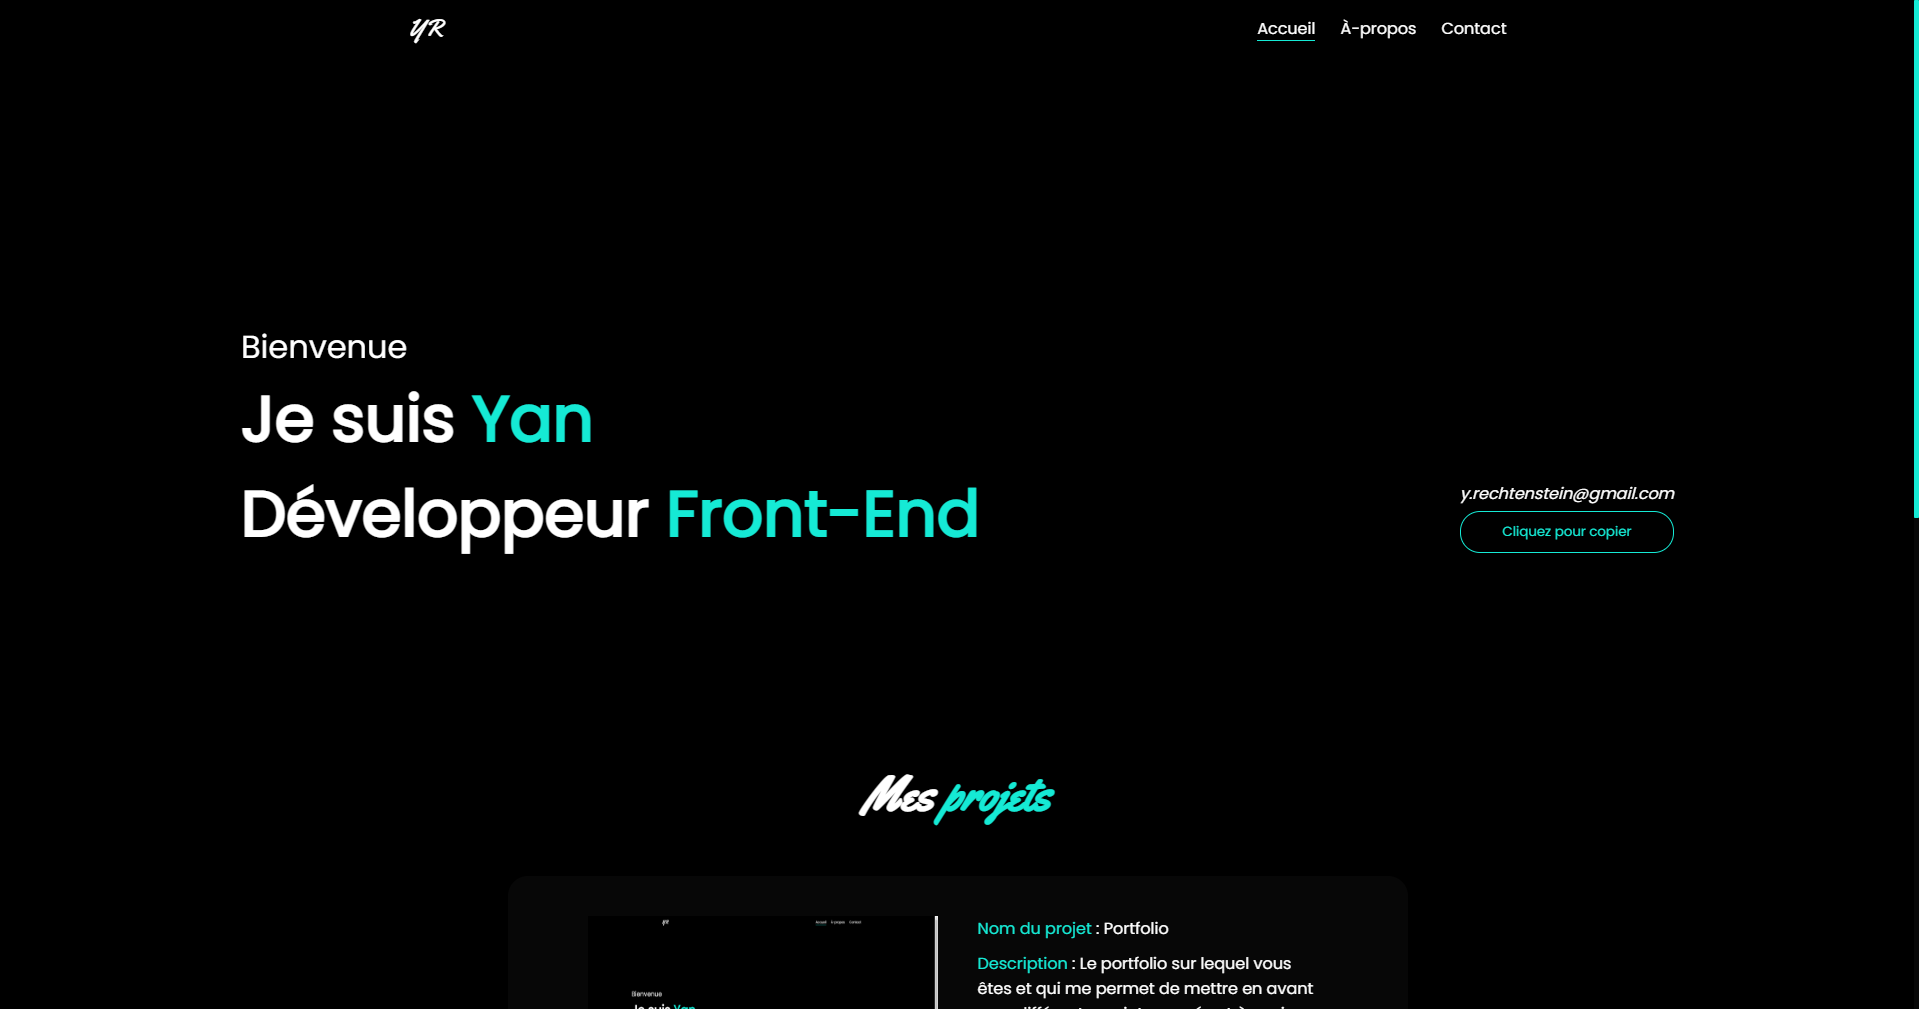 YR
Accueil À-propos Contact
Bienvenue
Je suis Yan
Développeur Front-End
y.rechtenstein@gmail.com
Cliquez pour copier
Mes projets
Nom du projet : Portfolio
Description : Le portfolio sur lequel vous
êtes et qui me permet de mettre en avant
YR
Accueil À-propos Contact
Bienvenue
Je suis Yan